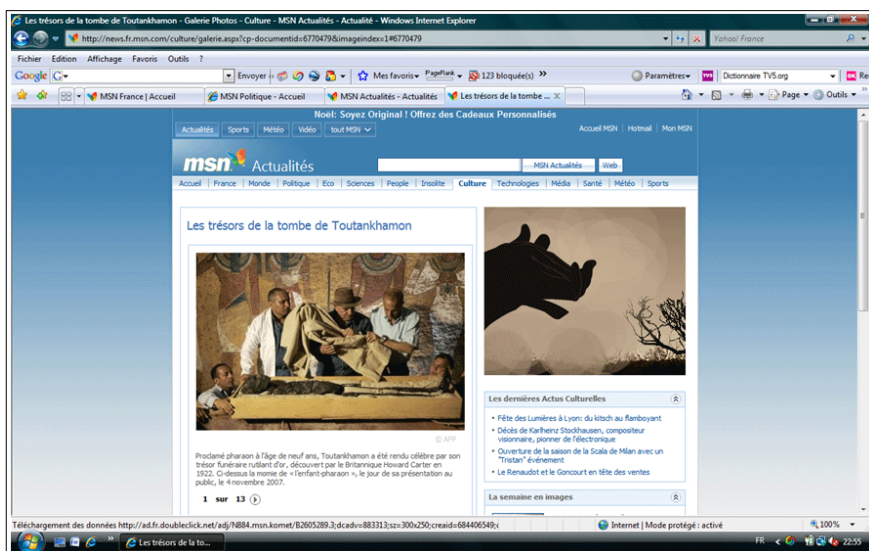 Les trésors de la tombe de Toutankhamon - Galerie Photos - Culture - MSN Actualités - Actualité - Windows Internet Explorer
http://news.fr.msn.com/culture/galerie.aspx?cp-documentid=6770479&imageindex=1#6770479
Yahoo! France
Fichier Edition Affichage Favoris Outils ?
Google G Envoyer Mes favoris PageRank 123 bloquée(s) » Paramètres TV5 Dictionnaire TV5.org Re
MSN France | Accueil MSN Politique - Accueil MSN Actualités - Actualités Les trésors de la tombe ... X Page Outils »
Noël: Soyez Original ! Offrez des Cadeaux Personnalisés
Actualités Sports Météo Vidéo tout MSN Accueil MSN Hotmail Mon MSN
msn Actualités MSN Actualités Web
Accueil France Monde Politique Eco Sciences People Insolite Culture Technologies Média Santé Météo Sports
Les trésors de la tombe de Toutankhamon
© AFP
Proclamé pharaon à l'âge de neuf ans, Toutankhamon a été rendu célèbre par son
trésor funéraire rutilant d'or, découvert par le Britannique Howard Carter en
1922. Ci-dessus la momie de « l'enfant-pharaon », le jour de sa présentation au
public, le 4 novembre 2007.
1 sur 13
Les dernières Actus Culturelles
• Fête des Lumières à Lyon: du kitsch au flamboyant
• Décès de Karlheinz Stockhausen, compositeur
visionnaire, pionner de l'électronique
• Ouverture de la saison de la Scala de Milan avec un
"Tristan" événement
• Le Renaudot et le Goncourt en tête des ventes
La semaine en images
Téléchargement des données http://ad.fr.doubleclick.net/adj/N884.msn.komet/B2605289.3;dcadv=883313;sz=300x250;creaid=684406549; Internet | Mode protégé : activé 100%
» Les trésors de la to... FR < 22:55